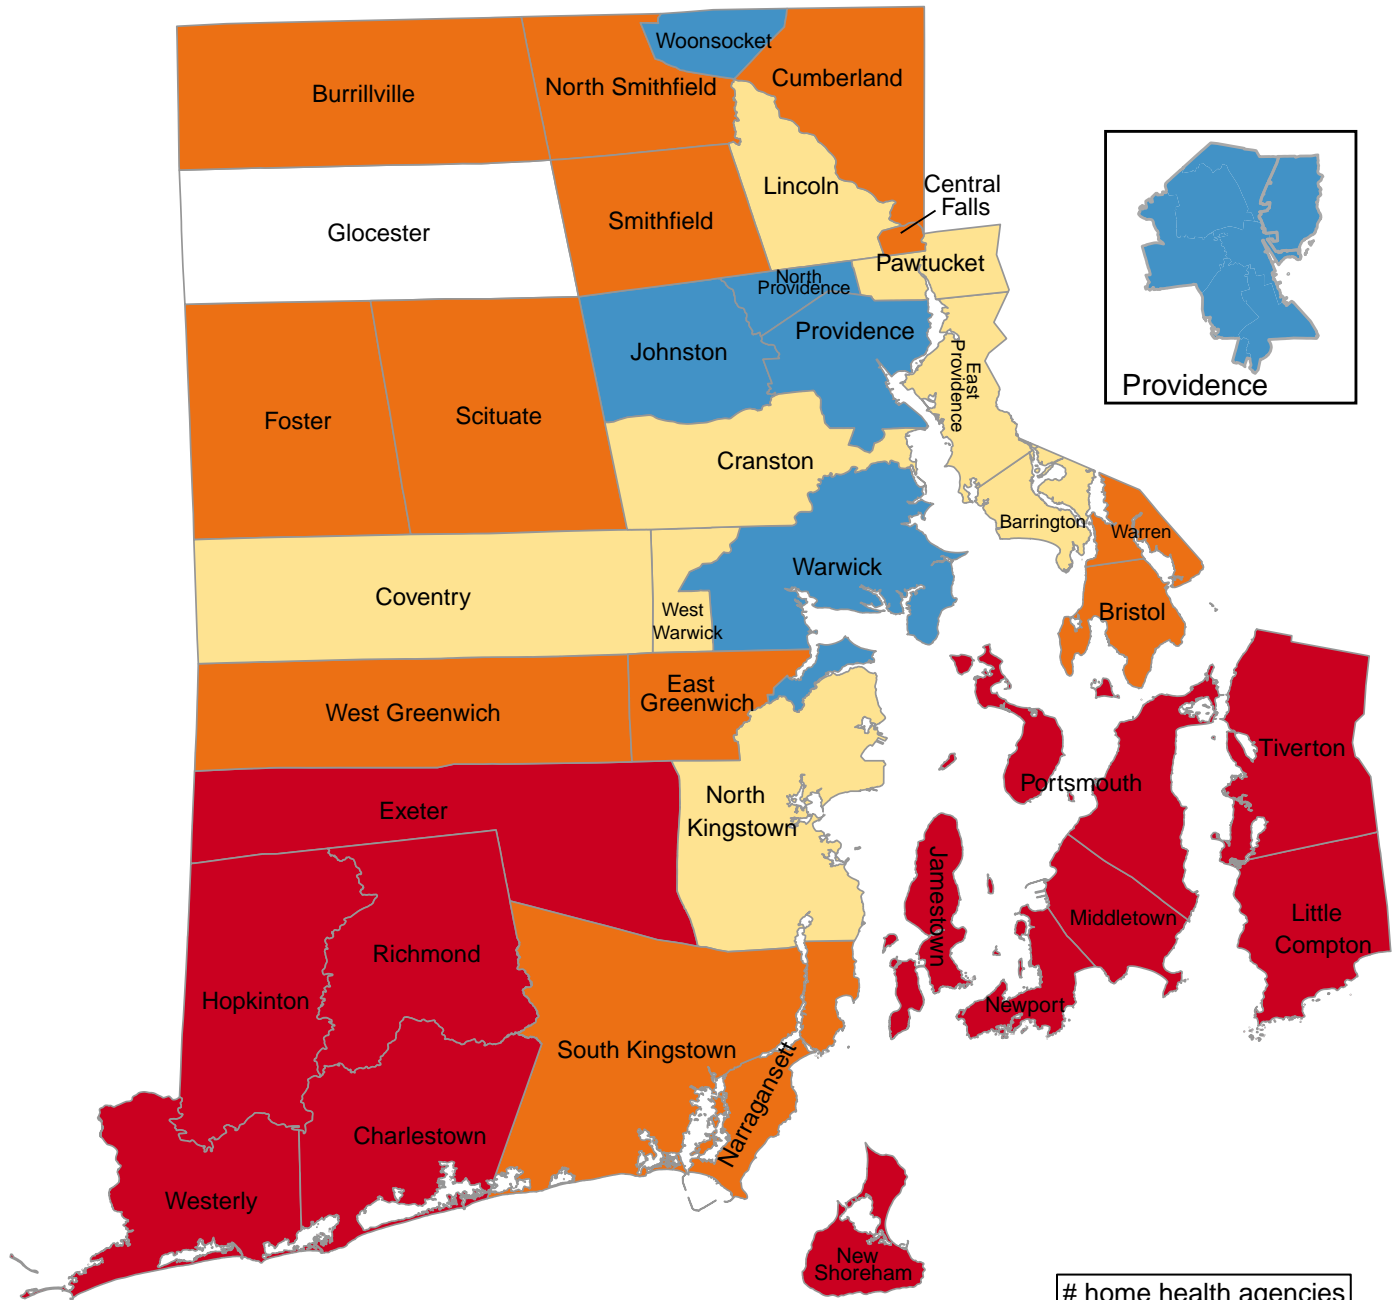 Woonsocket
Cumberland
Burrillville
North Smithfield
Central
Falls
Lincoln
Smithfield
Glocester
Pawtucket
North
Providence
Providence
Johnston
East
Providence
Providence
Foster
Scituate
Cranston
Barrington
Warren
Warwick
Coventry
West
Warwick
Bristol
East
Greenwich
West Greenwich
Tiverton
Portsmouth
North
Kingstown
Exeter
Jamestown
Middletown
Little
Compton
Richmond
Hopkinton
Newport
South Kingstown
Narragansett
Charlestown
Westerly
New
Shoreham
# home health agencies